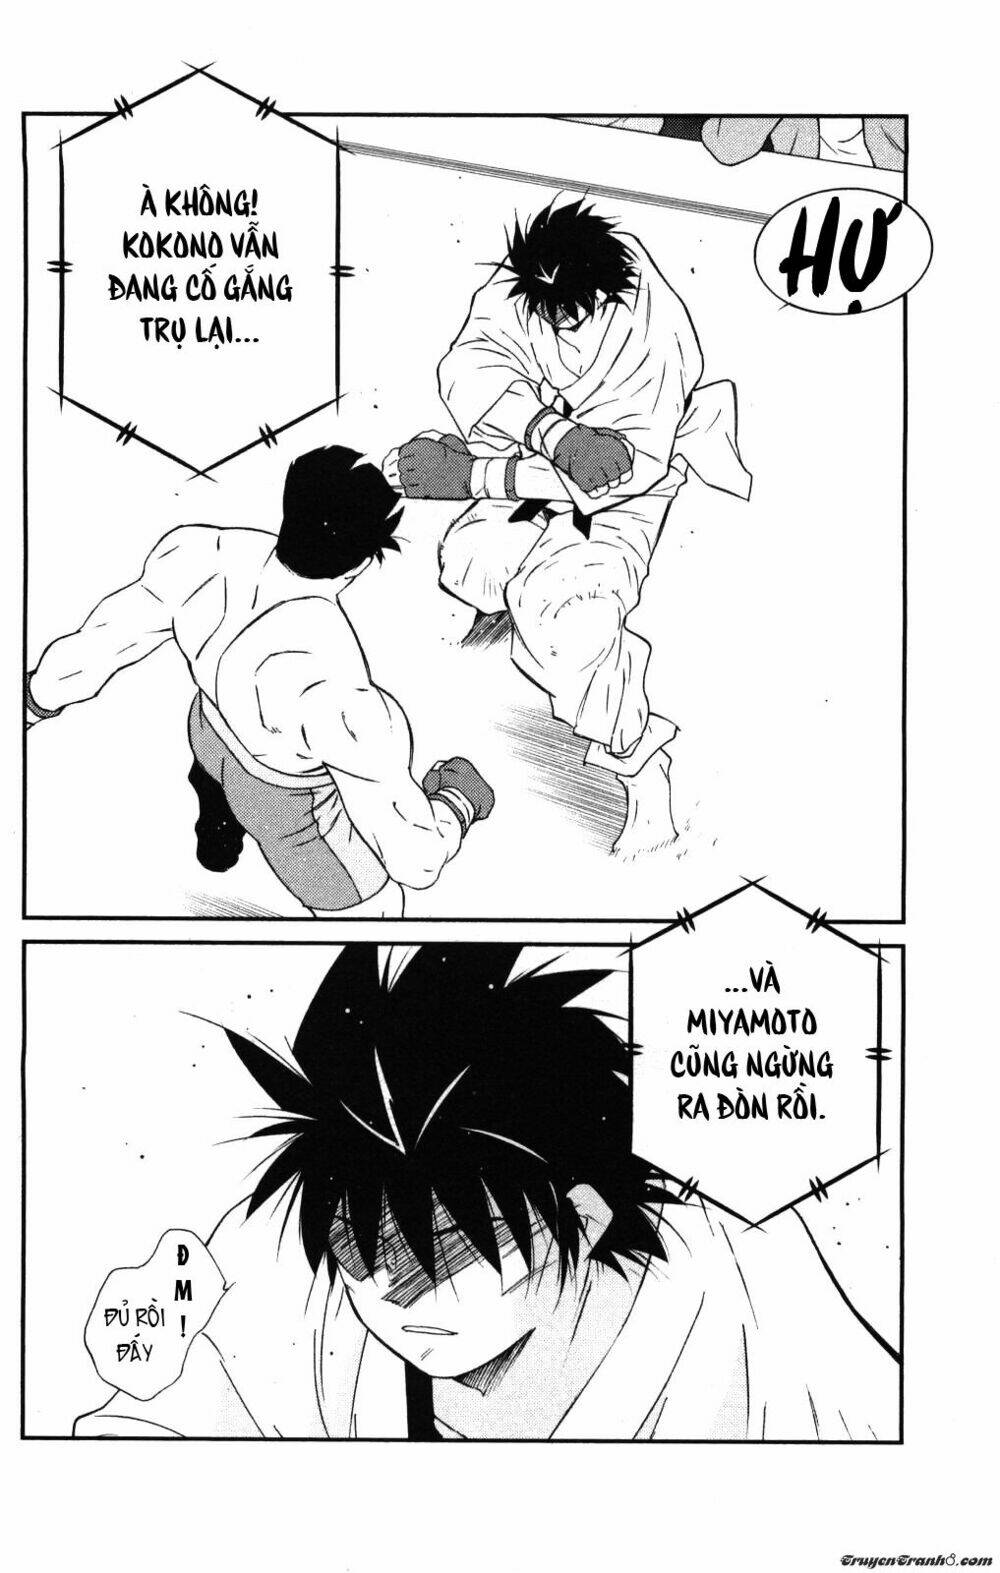 À KHÔNG!
KOKONO VẪN
ĐANG CỐ GẮNG
TRỤ LẠI...
HỰ
...VÀ
MIYAMOTO
CŨNG NGỪNG
RA ĐÒN RỒI.
ĐM!
ĐỦ RỒI
ĐẤY
TruyenTranh8.com